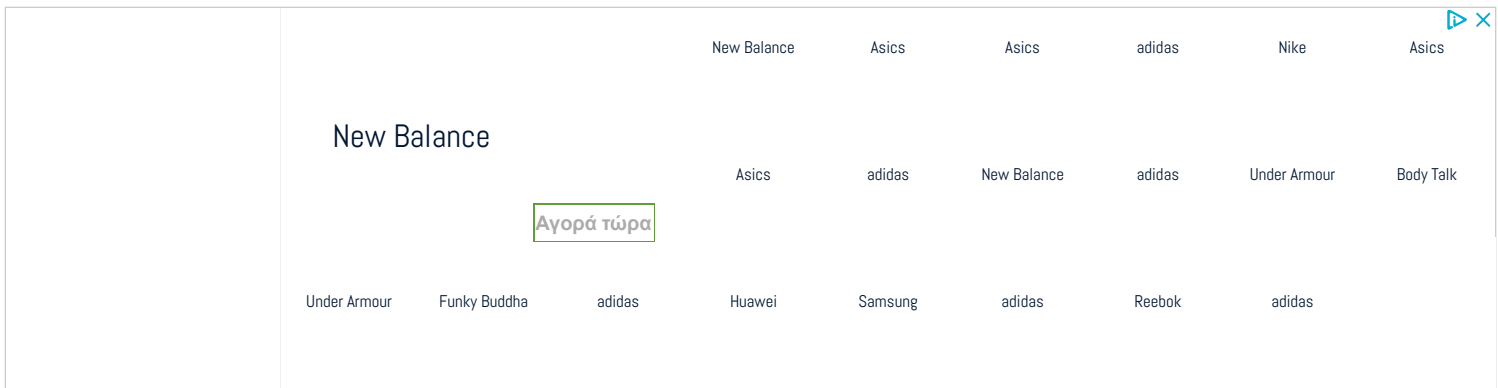 New Balance Asics Asics adidas Nike Asics
New Balance
Asics adidas New Balance adidas Under Armour Body Talk
Αγορά τώρα
Under Armour Funky Buddha adidas Huawei Samsung adidas Reebok adidas